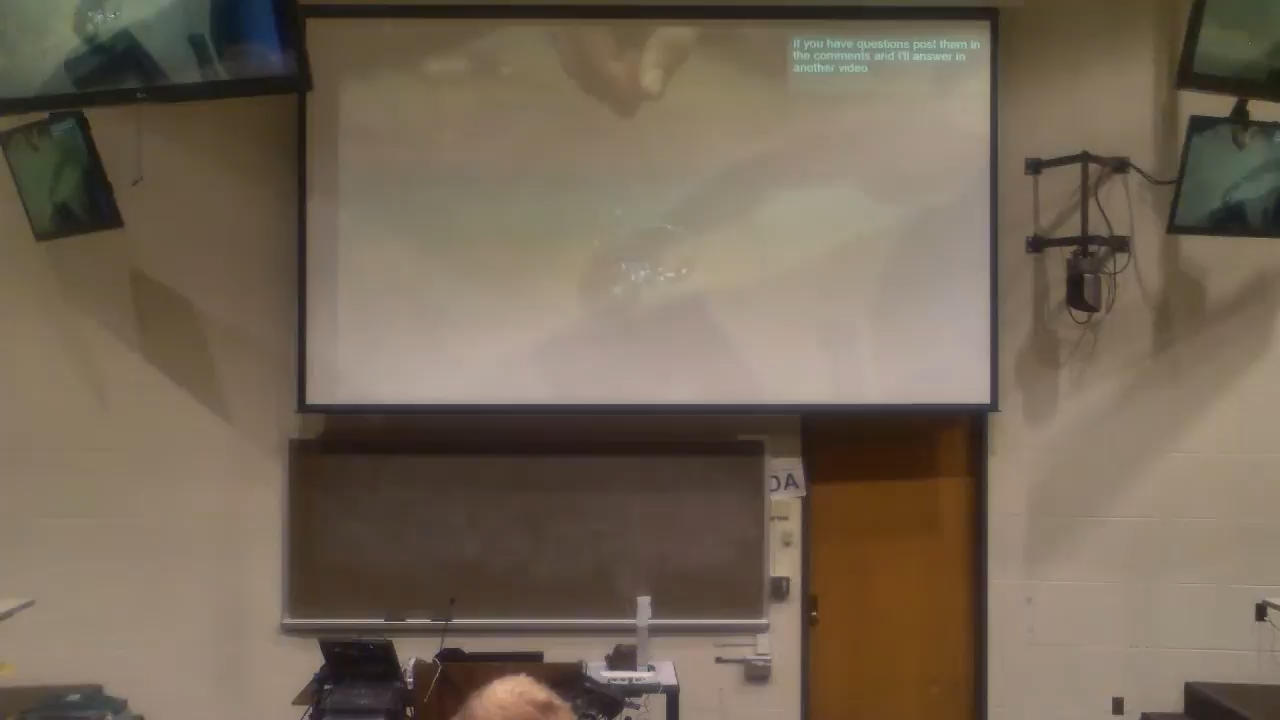 If you have questions post them in
the comments and I'll answer in
another video
DA